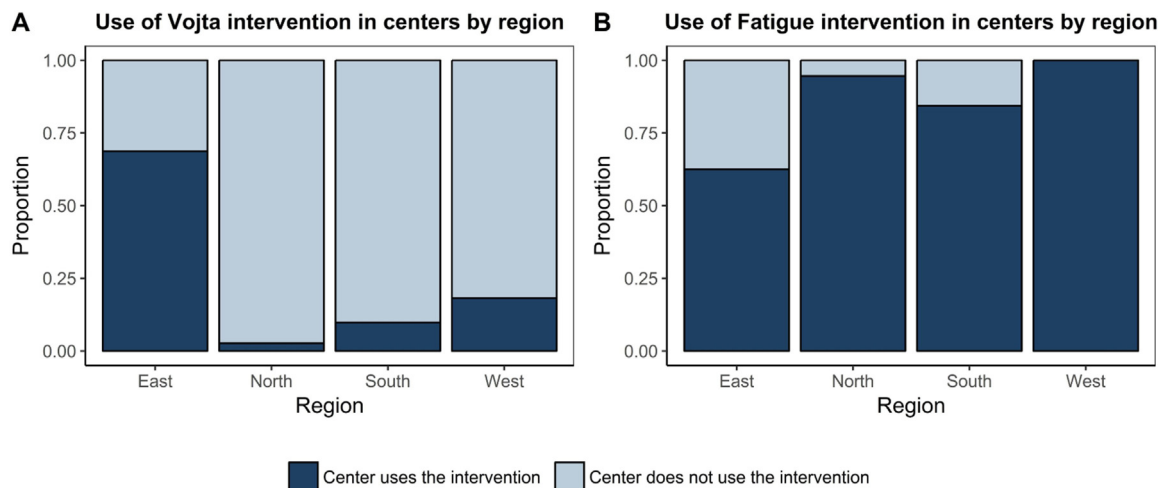 A Use of Vojta intervention in centers by region
1.00
0.75
0.50
0.25
0.00
Proportion
East North South West
Region
B Use of Fatigue intervention in centers by region
1.00
0.75
0.50
0.25
0.00
Proportion
East North South West
Region
Center uses the intervention Center does not use the intervention